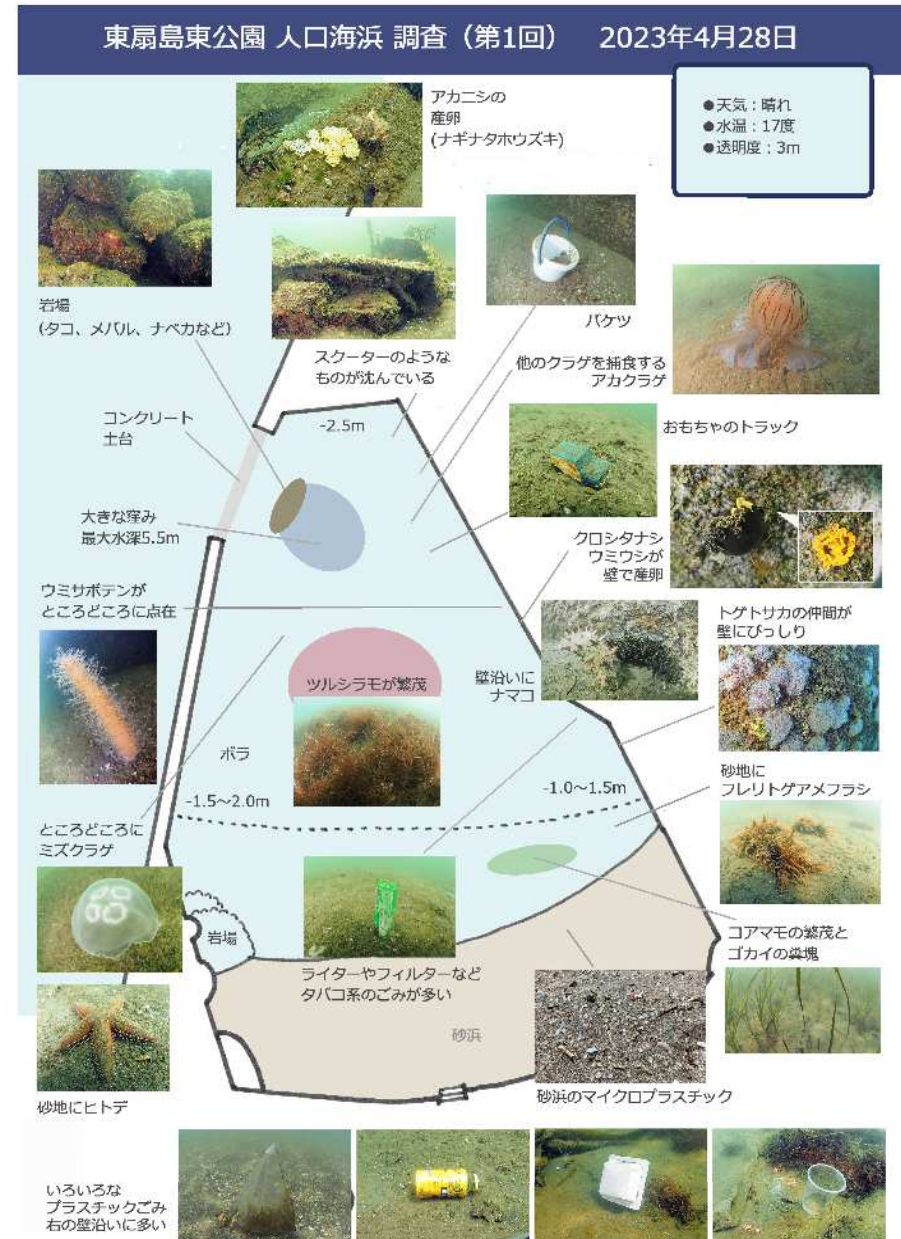 東扇島東公園 人口海浜 調査（第1回）　2023年4月28日
●天気：晴れ
●水温：17度
●透明度：3m
アカニシの
産卵
(ナギナタホウズキ)
岩場
(タコ、メバル、ナベカなど)
スクーターのような
ものが沈んでいる
バケツ
他のクラゲを捕食する
アカクラゲ
コンクリート
土台
-2.5m
おもちゃのトラック
大きな窪み
最大水深5.5m
クロシタナシ
ウミウシが
壁で産卵
ウミサボテンが
ところどころに点在
トゲトサカの仲間が
壁にびっしり
ツルシラモが繁茂
壁沿いに
ナマコ
ボラ
-1.5～2.0m
-1.0～1.5m
砂地に
フレリトゲアメフラシ
ところどころに
ミズクラゲ
岩場
ライターやフィルターなど
タバコ系のごみが多い
コアマモの繁茂と
ゴカイの糞塊
砂浜
砂浜のマイクロプラスチック
砂地にヒトデ
いろいろな
プラスチックごみ
右の壁沿いに多い